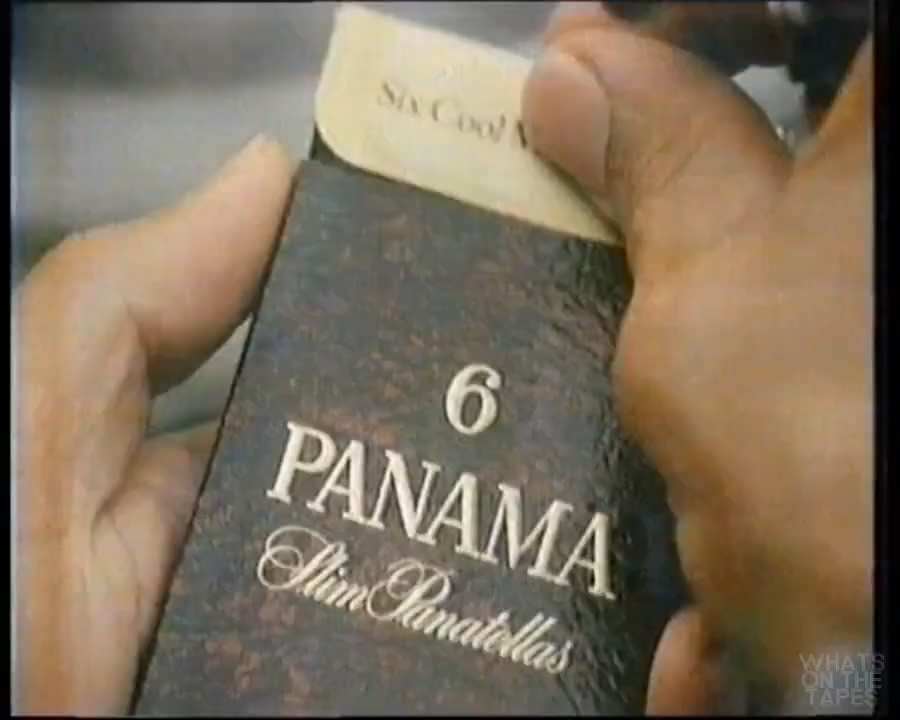 Six Cool
6
PANAMA
Slim Panatellas
WHATS
ON THE
TAPES